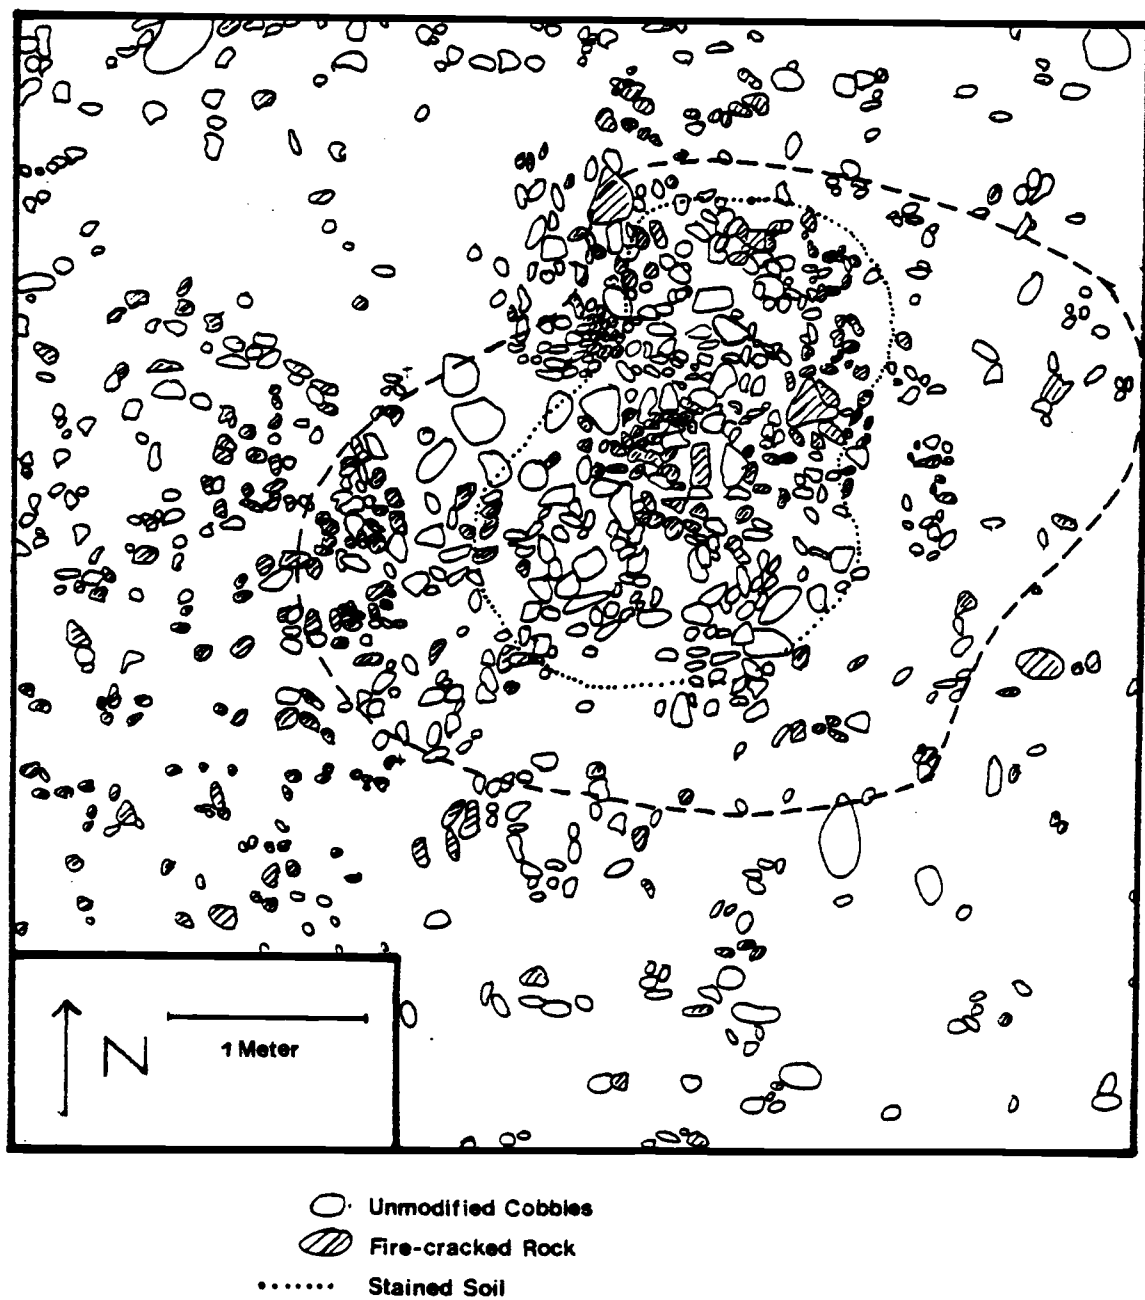 N
1 Meter
Unmodified Cobbles
Fire-cracked Rock
Stained Soil